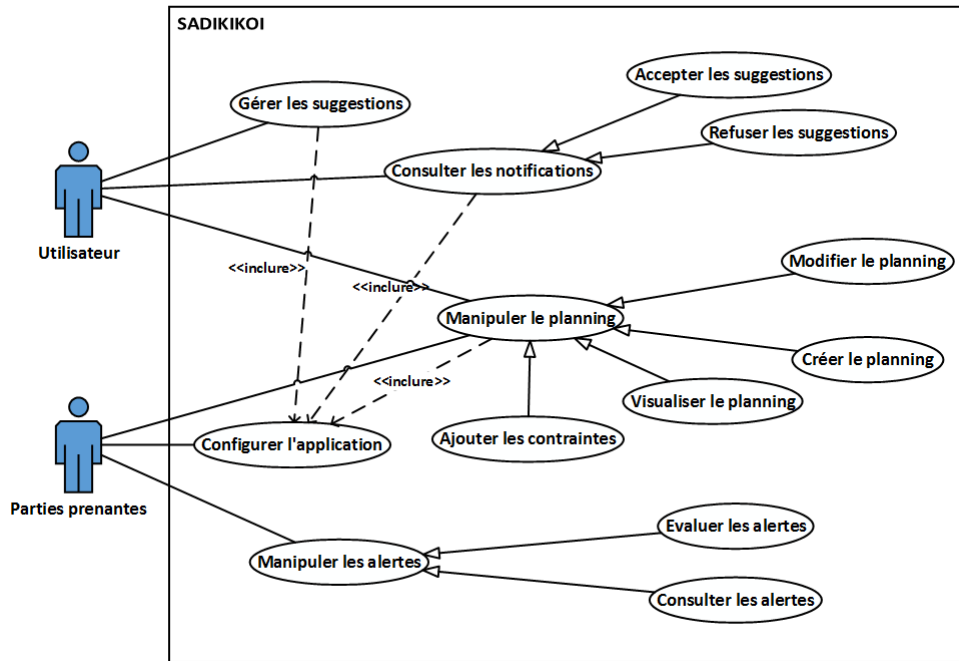 SADIKIKOI
Accepter les suggestions
Gérer les suggestions
Refuser les suggestions
Consulter les notifications
Utilisateur
<<inclure>>
Modifier le planning
<<inclure>>
Manipuler le planning
Créer le planning
<<inclure>>
Visualiser le planning
Configurer l'application
Ajouter les contraintes
Parties prenantes
Evaluer les alertes
Manipuler les alertes
Consulter les alertes